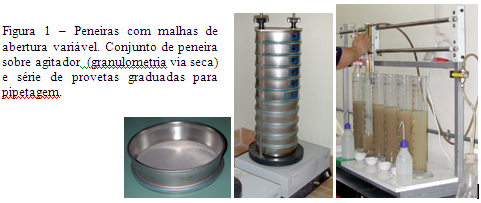 Figura 1 – Peneiras com malhas de
abertura variável. Conjunto de peneira
sobre agitador, (granulometria via seca)
e série de provetas graduadas para
pipetagem.